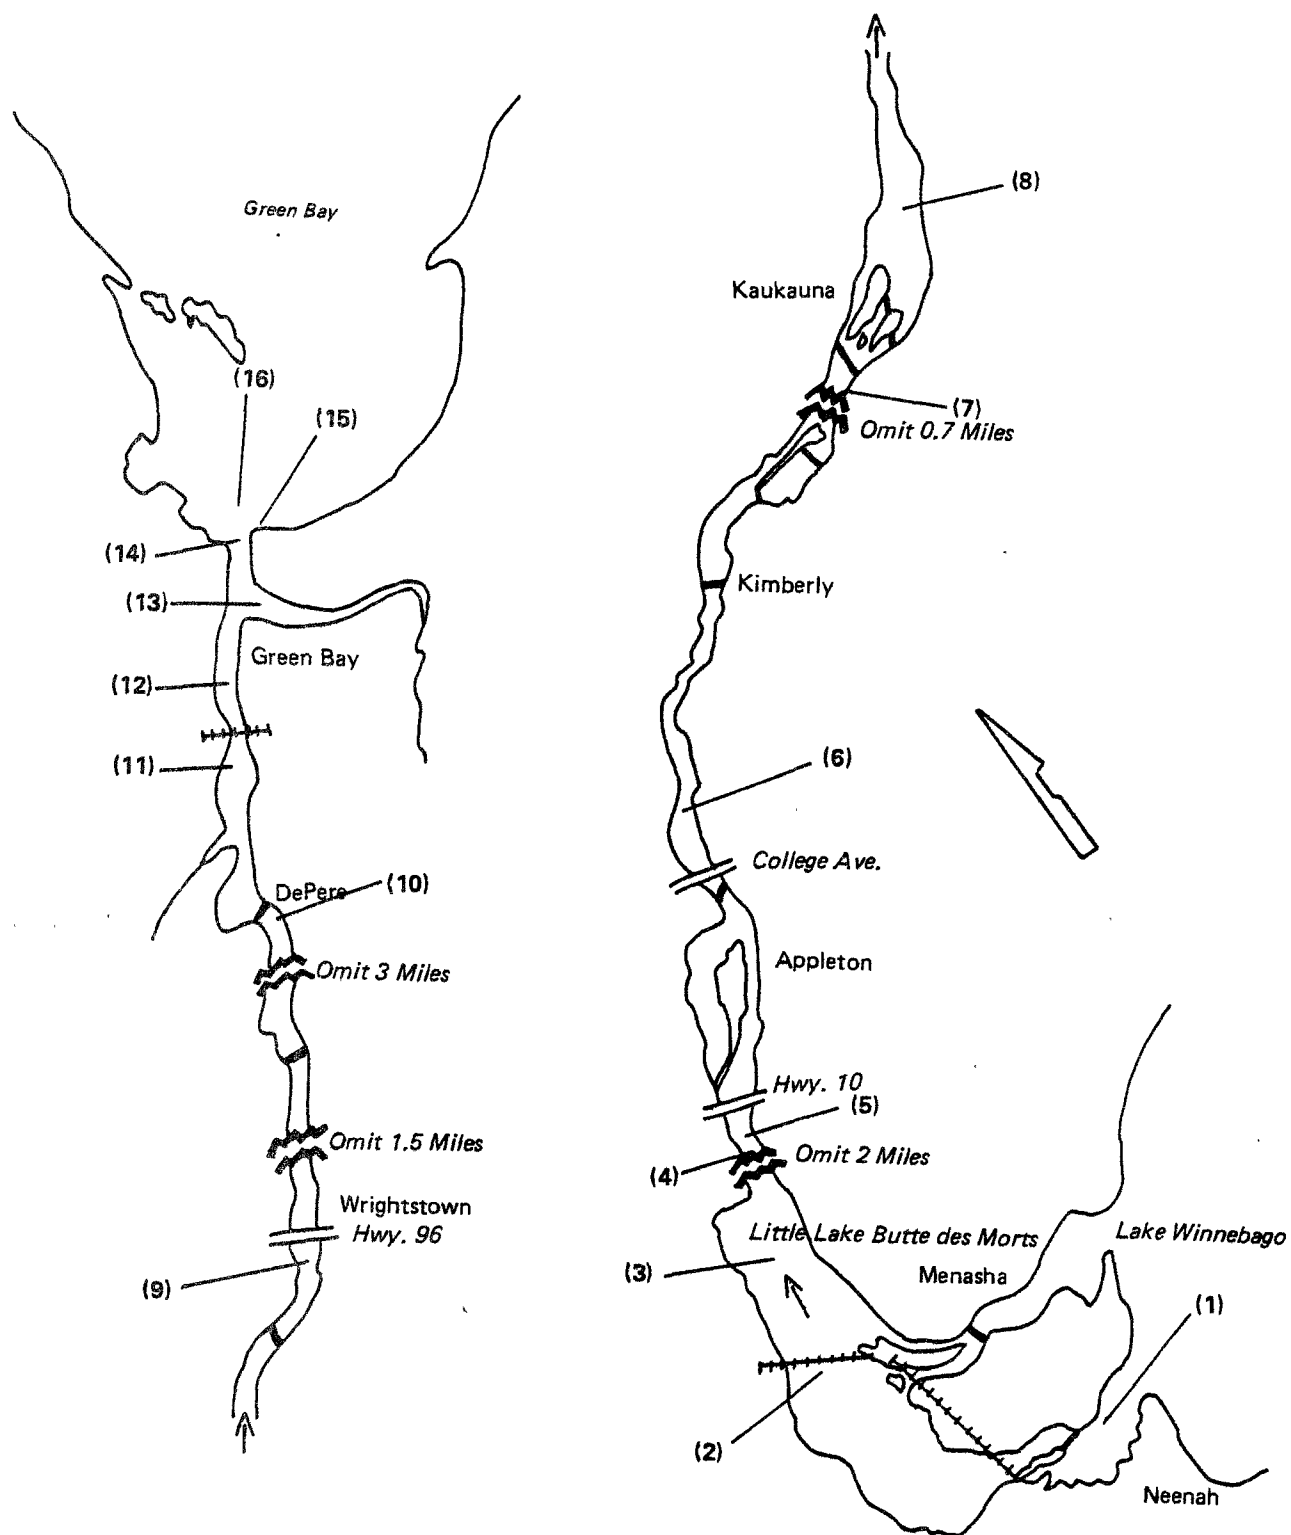 Green Bay
(16)
(15)
(14)
(13)
Green Bay
(12)
(11)
DePere
(10)
Omit 3 Miles
Omit 1.5 Miles
Wrightstown
Hwy. 96
(9)
(8)
Kaukauna
(7)
Omit 0.7 Miles
Kimberly
(6)
College Ave.
Appleton
Hwy. 10
(5)
Omit 2 Miles
(4)
Little Lake Butte des Morts
Lake Winnebago
(3)
Menasha
(1)
(2)
Neenah